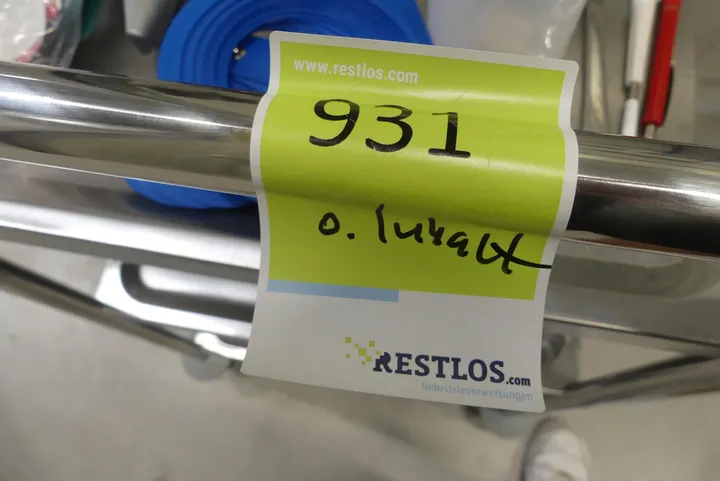 www.restlos.com
931
o. Inhalt
RESTLOS.com
Industrieverwertungen